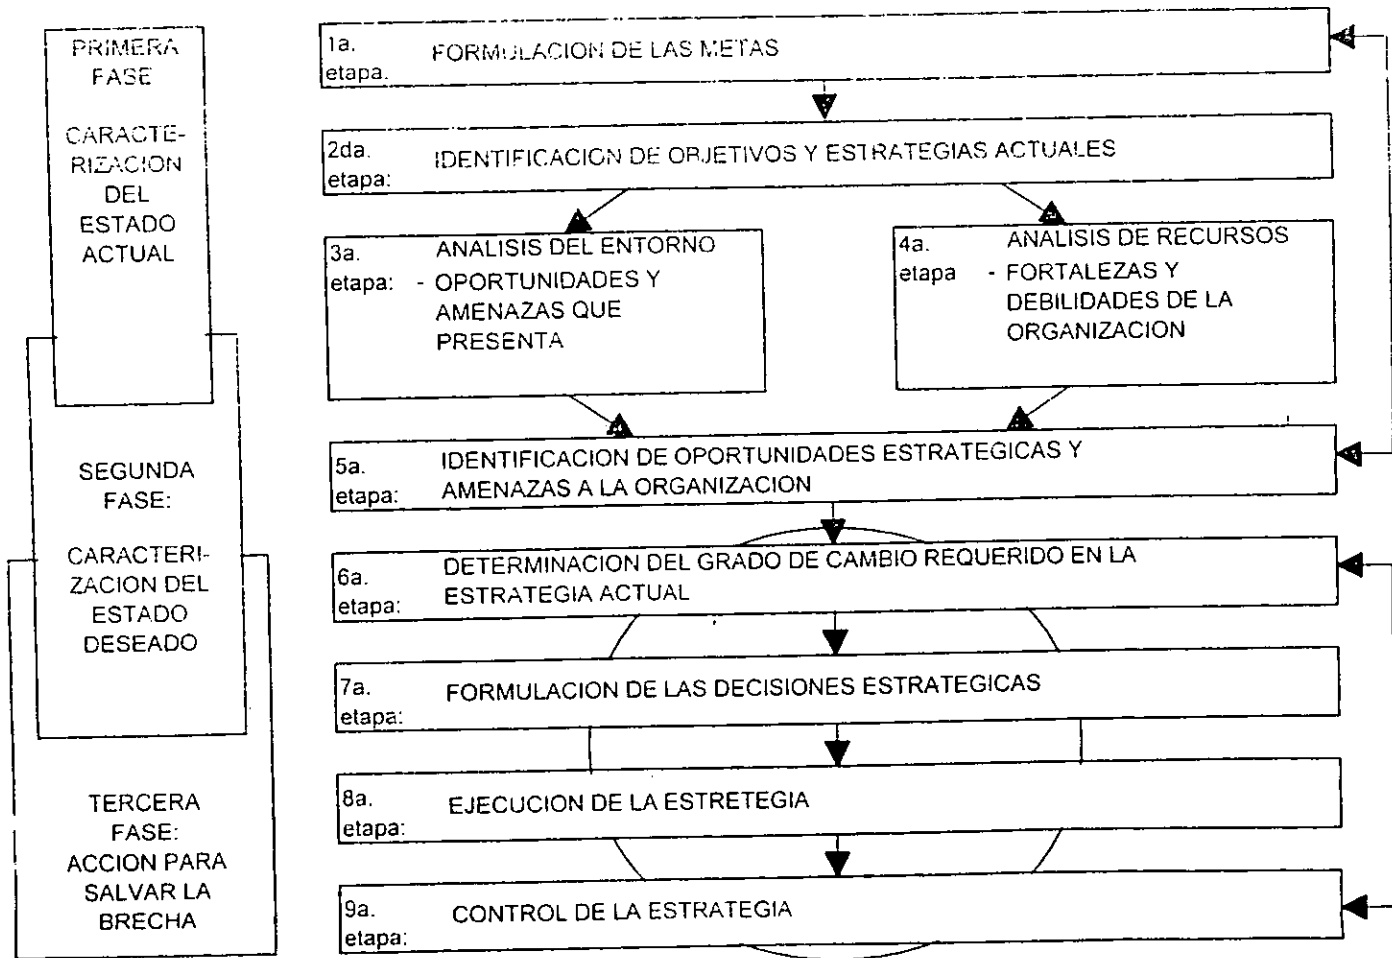 PRIMERA
FASE
CARACTE-
RIZACION
DEL
ESTADO
ACTUAL
SEGUNDA
FASE:
CARACTERI-
ZACION DEL
ESTADO
DESEADO
TERCERA
FASE:
ACCION PARA
SALVAR LA
BRECHA
1a.
etapa.
FORMULACION DE LAS METAS
2da.
etapa:
IDENTIFICACION DE OBJETIVOS Y ESTRATEGIAS ACTUALES
3a.
etapa:
ANALISIS DEL ENTORNO
- OPORTUNIDADES Y
AMENAZAS QUE
PRESENTA
4a.
etapa
ANALISIS DE RECURSOS
- FORTALEZAS Y
DEBILIDADES DE LA
ORGANIZACION
5a.
etapa:
IDENTIFICACION DE OPORTUNIDADES ESTRATEGICAS Y
AMENAZAS A LA ORGANIZACION
6a.
etapa:
DETERMINACION DEL GRADO DE CAMBIO REQUERIDO EN LA
ESTRATEGIA ACTUAL
7a.
etapa:
FORMULACION DE LAS DECISIONES ESTRATEGICAS
8a.
etapa:
EJECUCION DE LA ESTRETEGIA
9a.
etapa:
CONTROL DE LA ESTRATEGIA